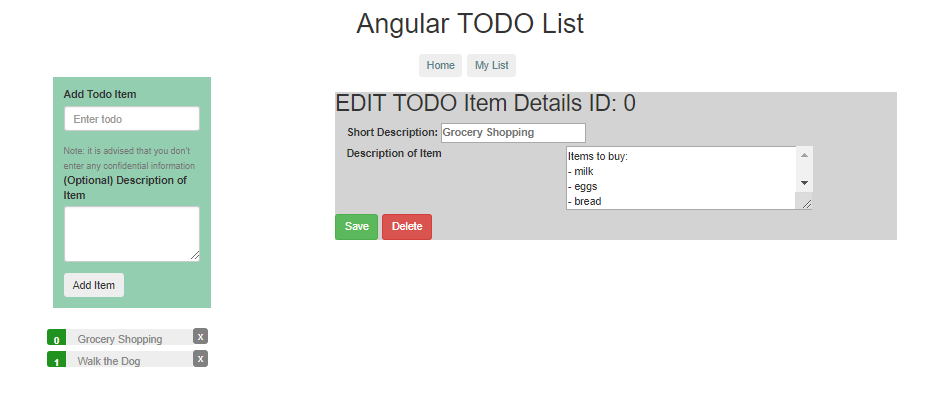 Angular TODO List
Home My List
Add Todo Item
Enter todo
Note: it is advised that you don't
enter any confidential information
(Optional) Description of
Item
Add Item
0 Grocery Shopping x
1 Walk the Dog x
EDIT TODO Item Details ID: 0
Short Description: Grocery Shopping
Description of Item
Items to buy:
- milk
- eggs
- bread
Save Delete